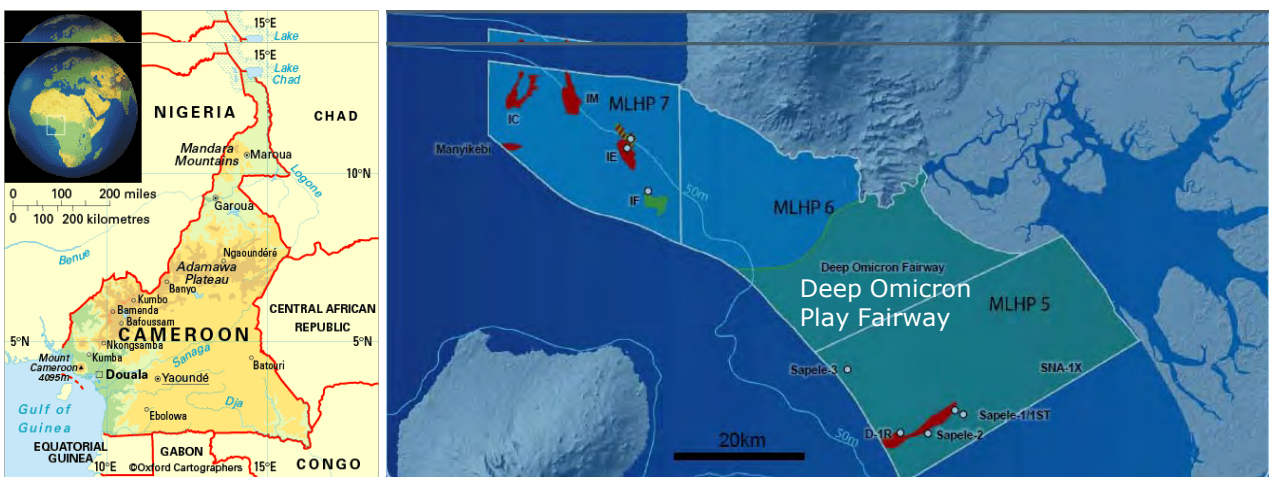 15°E
Lake
15°E
Lake
Chad
NIGERIA
CHAD
Mandara
Mountains
Maroua
Logone
10°N
10°N
0 100 200 miles
0 100 200 kilometres
Garoua
Benue
Ngaoundéré
Adamawa
Plateau
Banyo
Kumbo
Bamenda
Bafoussam
CENTRAL AFRICAN
REPUBLIC
CAMEROON
5°N
5°N
Nkongsamba
Sanaga
Mount
Cameroon
4095m
Kumba
Batouri
Douala
Yaoundé
Gulf of
Guinea
Dja
Ebolowa
EQUATORIAL
GUINEA
GABON
10°E
©Oxford Cartographers
15°E
CONGO
IM
MLHP 7
IC
Manyikebi
IE
IF
50m
MLHP 6
Deep Omicron Fairway
Deep Omicron
Play Fairway
MLHP 5
Sapele-3
SNA-1X
Sapele-1/1ST
D-1R
Sapele-2
20km
50m